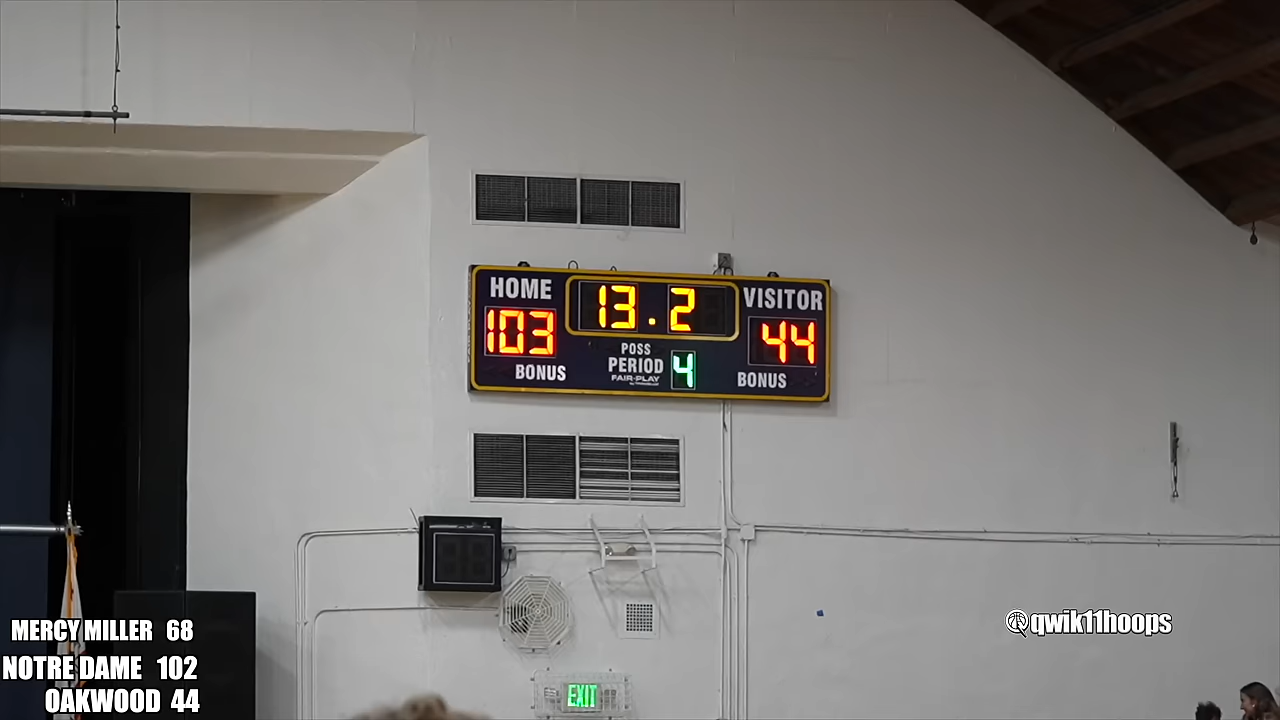 HOME 13.2 VISITOR
103 44
POSS
PERIOD 4
FAIR-PLAY
BONUS BONUS
@qwik11hoops
MERCY MILLER 68
NOTRE DAME 102
OAKWOOD 44
EXIT